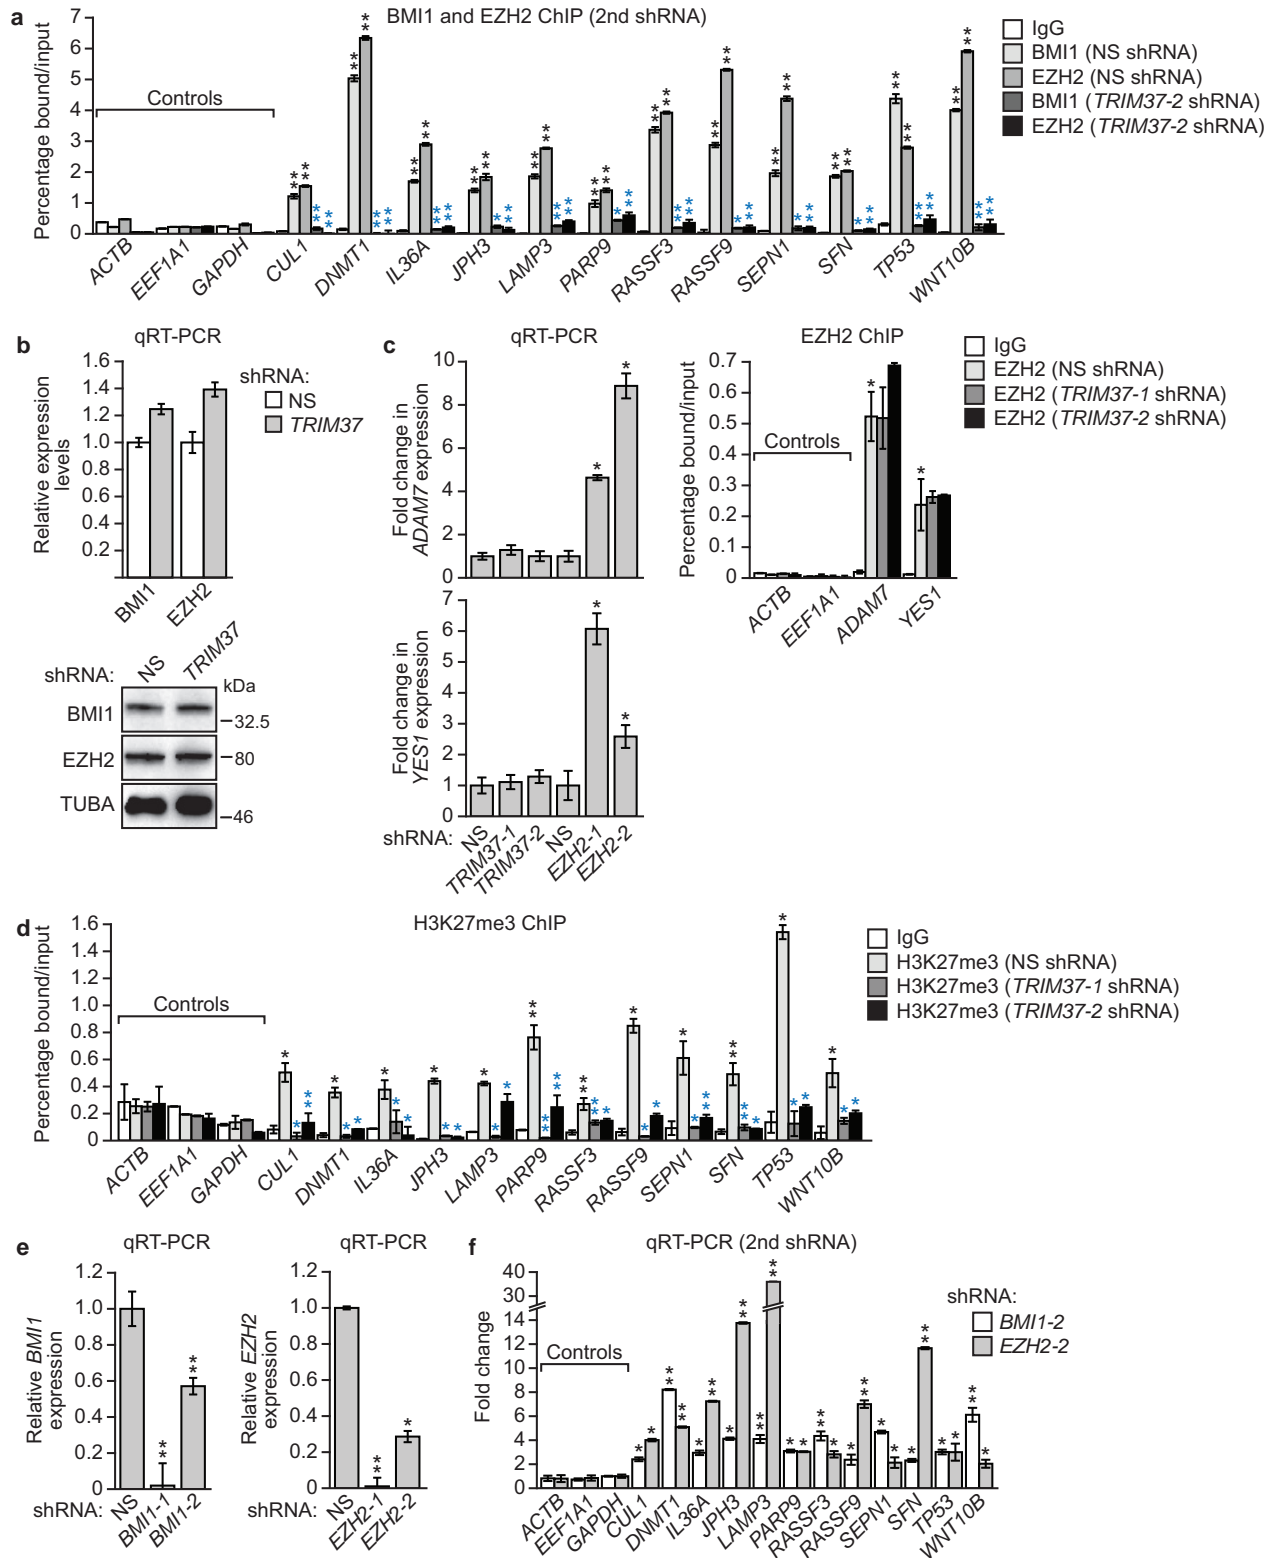 a
BMI1 and EZH2 ChIP (2nd shRNA)
Percentage bound/input
7
6
5
4
3
2
1
0
Controls
IgG
BMI1 (NS shRNA)
EZH2 (NS shRNA)
BMI1 (TRIM37-2 shRNA)
EZH2 (TRIM37-2 shRNA)
ACTB
EEF1A1
GAPDH
CUL1
DNMT1
IL36A
JPH3
LAMP3
PARP9
RASSF3
RASSF9
SEPN1
SFN
TP53
WNT10B
b
qRT-PCR
Relative expression
levels
1.6
1.4
1.2
1.0
0.8
0.6
0.4
0.2
shRNA:
NS
TRIM37
BMI1
EZH2
shRNA:
NS
TRIM37
kDa
BMI1
32.5
EZH2
80
TUBA
46
c
qRT-PCR
Fold change in
ADAM7 expression
10
8
6
4
2
0
Fold change in
YES1 expression
7
6
5
4
3
2
1
0
shRNA:
NS
TRIM37-1
TRIM37-2
NS
EZH2-1
EZH2-2
EZH2 ChIP
Percentage bound/input
0.7
0.6
0.5
0.4
0.3
0.2
0.1
0
Controls
ACTB
EEF1A1
ADAM7
YES1
IgG
EZH2 (NS shRNA)
EZH2 (TRIM37-1 shRNA)
EZH2 (TRIM37-2 shRNA)
d
H3K27me3 ChIP
Percentage bound/input
1.6
1.4
1.2
1.0
0.8
0.6
0.4
0.2
0
Controls
IgG
H3K27me3 (NS shRNA)
H3K27me3 (TRIM37-1 shRNA)
H3K27me3 (TRIM37-2 shRNA)
ACTB
EEF1A1
GAPDH
CUL1
DNMT1
IL36A
JPH3
LAMP3
PARP9
RASSF3
RASSF9
SEPN1
SFN
TP53
WNT10B
e
qRT-PCR
Relative BMI1
expression
1.2
1.0
0.8
0.6
0.4
0.2
0
shRNA:
NS
BMI1-1
BMI1-2
qRT-PCR
Relative EZH2
expression
1.2
1.0
0.8
0.6
0.4
0.2
0
shRNA:
NS
EZH2-1
EZH2-2
f
qRT-PCR (2nd shRNA)
Fold change
40
30
14
12
10
8
6
4
2
0
Controls
shRNA:
BMI1-2
EZH2-2
ACTB
EEF1A1
GAPDH
CUL1
DNMT1
IL36A
JPH3
LAMP3
PARP9
RASSF3
RASSF9
SEPN1
SFN
TP53
WNT10B